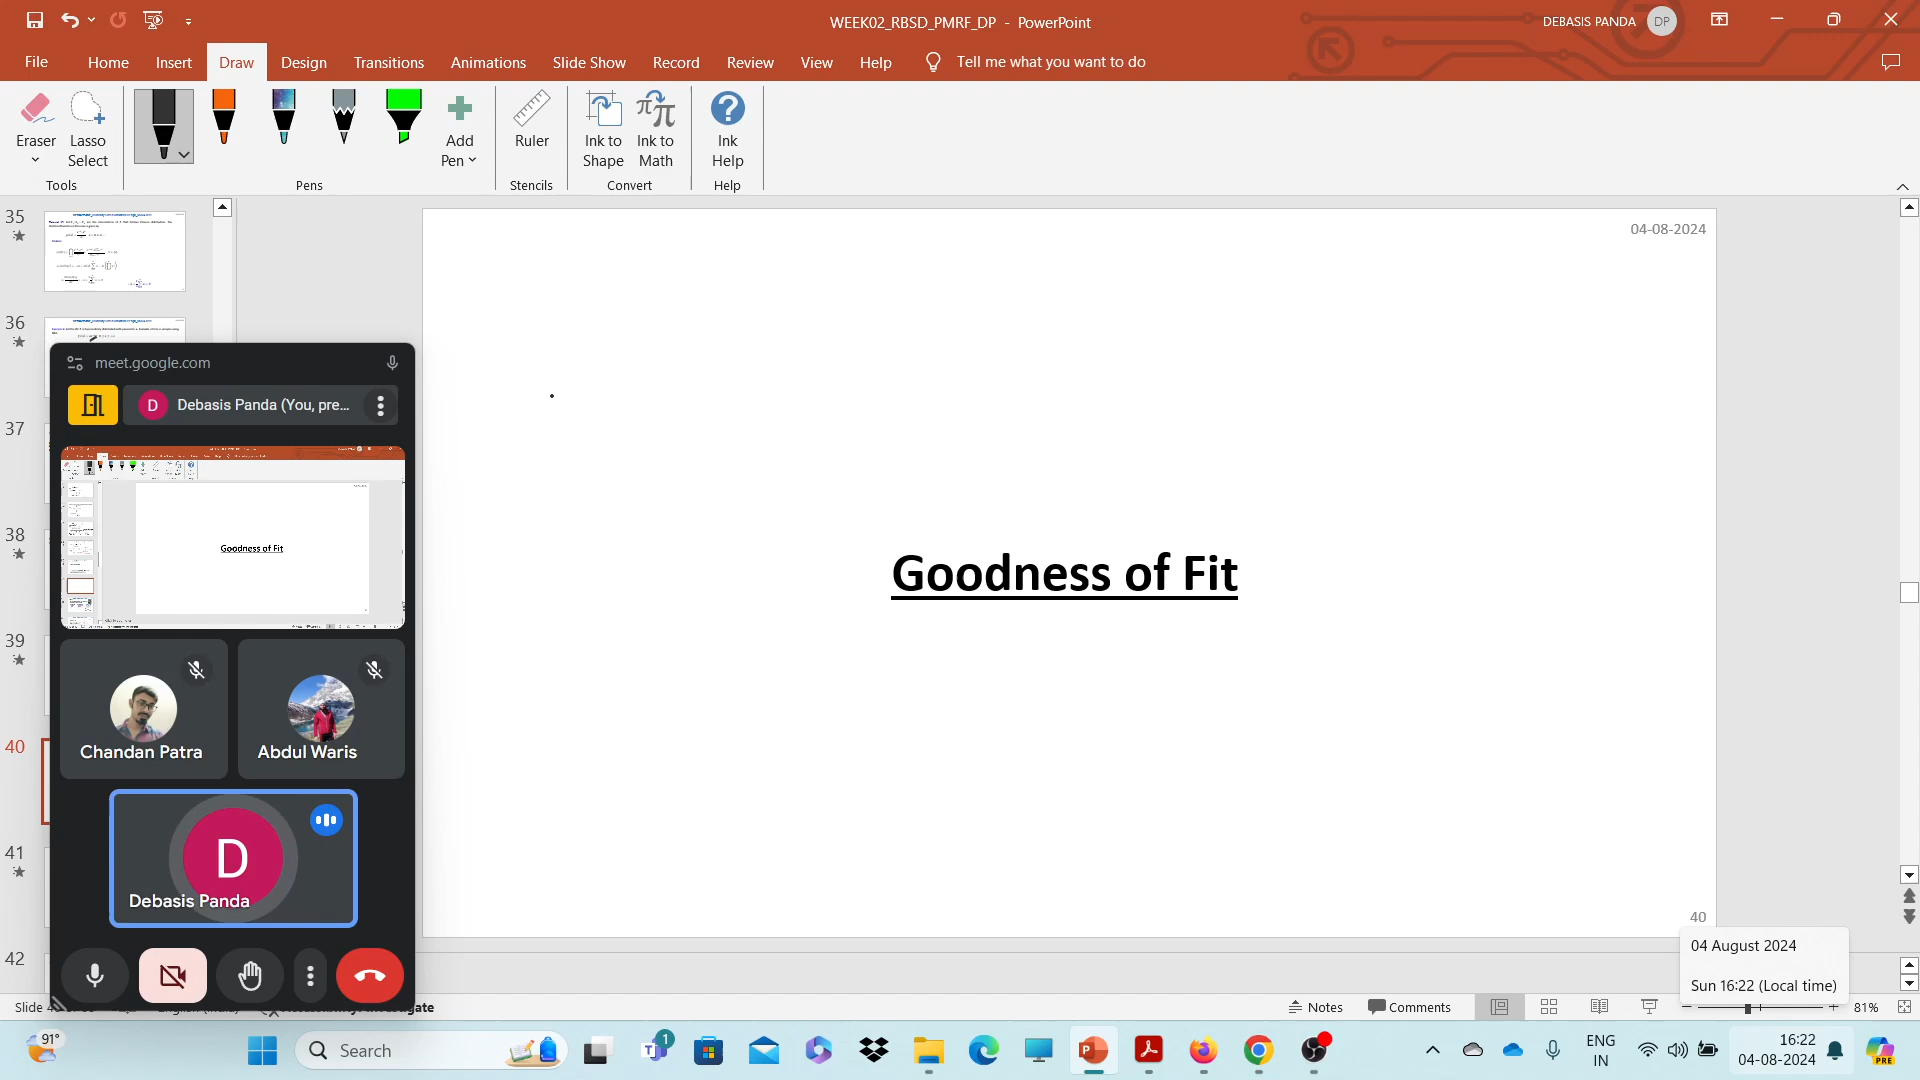 WEEK02_RBSD_PMRF_DP - PowerPoint
DEBASIS PANDA
DP
File
Home
Insert
Draw
Design
Transitions
Animations
Slide Show
Record
Review
View
Help
Tell me what you want to do
Eraser
Lasso
Select
Add
Pen
Ruler
Ink to
Shape
Ink to
Math
Ink
Help
Tools
Pens
Stencils
Convert
Help
35
36
37
38
39
40
41
42
meet.google.com
D
Debasis Panda (You, pre...
Goodness of Fit
Chandan Patra
Abdul Waris
D
Debasis Panda
04-08-2024
Goodness of Fit
40
04 August 2024
Sun 16:22 (Local time)
Notes
Comments
81%
91°
Search
1
ENG
IN
16:22
04-08-2024
PRE